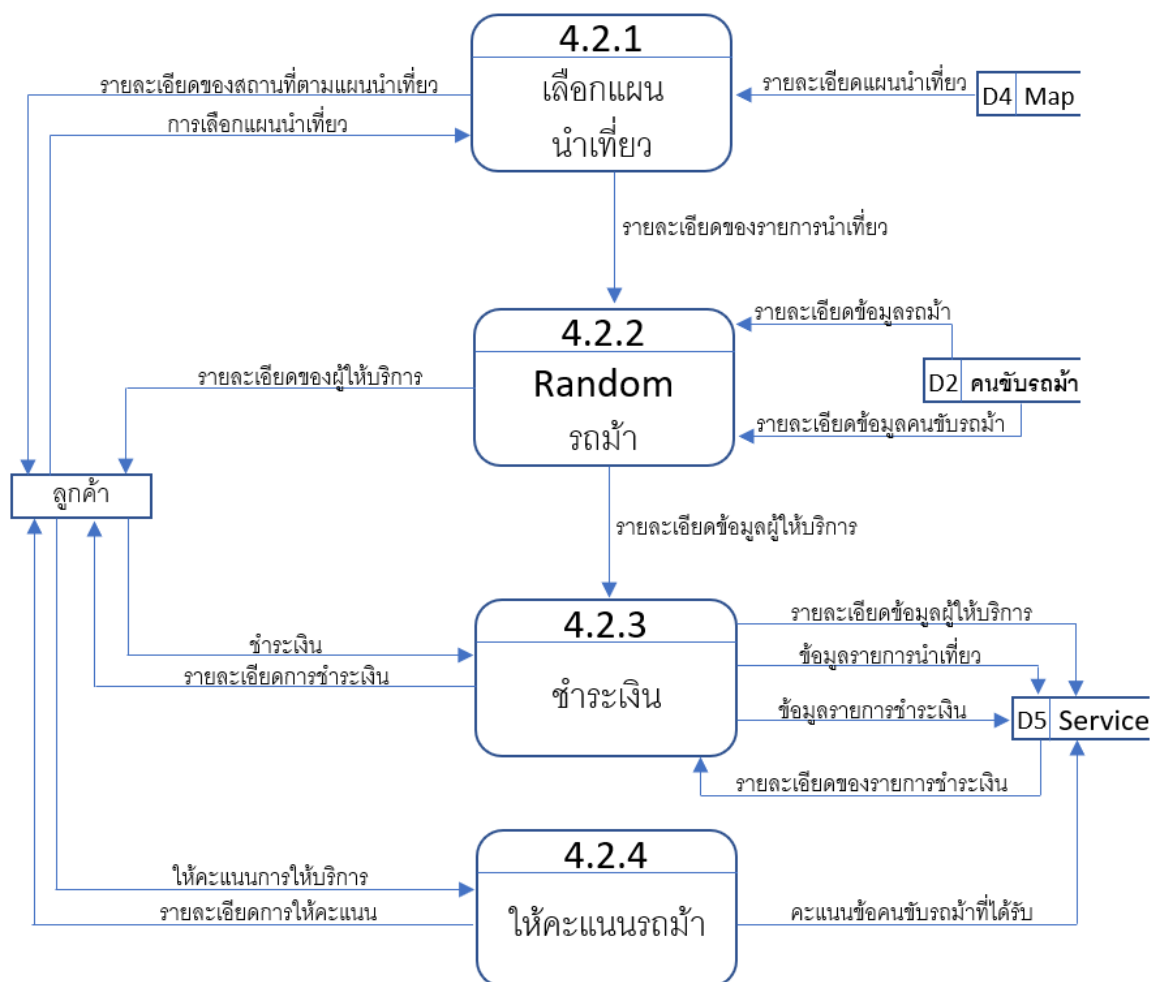 4.2.1
เลือกแผน
นำเที่ยว
รายละเอียดของสถานที่ตามแผนนำเที่ยว
การเลือกแผนนำเที่ยว
รายละเอียดแผนนำเที่ยว
D4 Map
รายละเอียดของรายการนำเที่ยว
4.2.2
Random
รถม้า
รายละเอียดข้อมูลรถม้า
D2 คนขับรถม้า
รายละเอียดข้อมูลคนขับรถม้า
รายละเอียดของผู้ให้บริการ
ลูกค้า
รายละเอียดข้อมูลผู้ให้บริการ
4.2.3
ชำระเงิน
ชำระเงิน
รายละเอียดการชำระเงิน
รายละเอียดข้อมูลผู้ให้บริการ
ข้อมูลรายการนำเที่ยว
ข้อมูลรายการชำระเงิน
D5 Service
รายละเอียดของรายการชำระเงิน
4.2.4
ให้คะแนนรถม้า
ให้คะแนนการให้บริการ
รายละเอียดการให้คะแนน
คะแนนข้อคนขับรถม้าที่ได้รับ